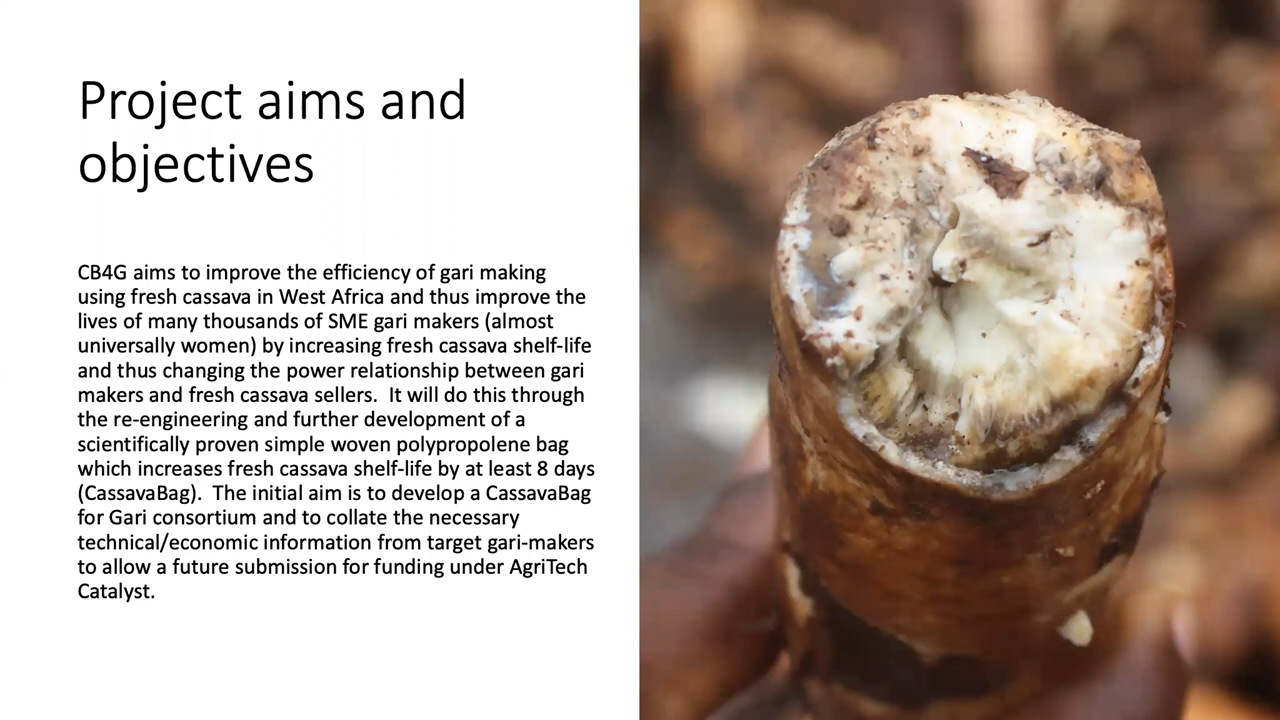 Project aims and
objectives
CB4G aims to improve the efficiency of gari making
using fresh cassava in West Africa and thus improve the
lives of many thousands of SME gari makers (almost
universally women) by increasing fresh cassava shelf-life
and thus changing the power relationship between gari
makers and fresh cassava sellers.  It will do this through
the re-engineering and further development of a
scientifically proven simple woven polypropolene bag
which increases fresh cassava shelf-life by at least 8 days
(CassavaBag).  The initial aim is to develop a CassavaBag
for Gari consortium and to collate the necessary
technical/economic information from target gari-makers
to allow a future submission for funding under AgriTech
Catalyst.